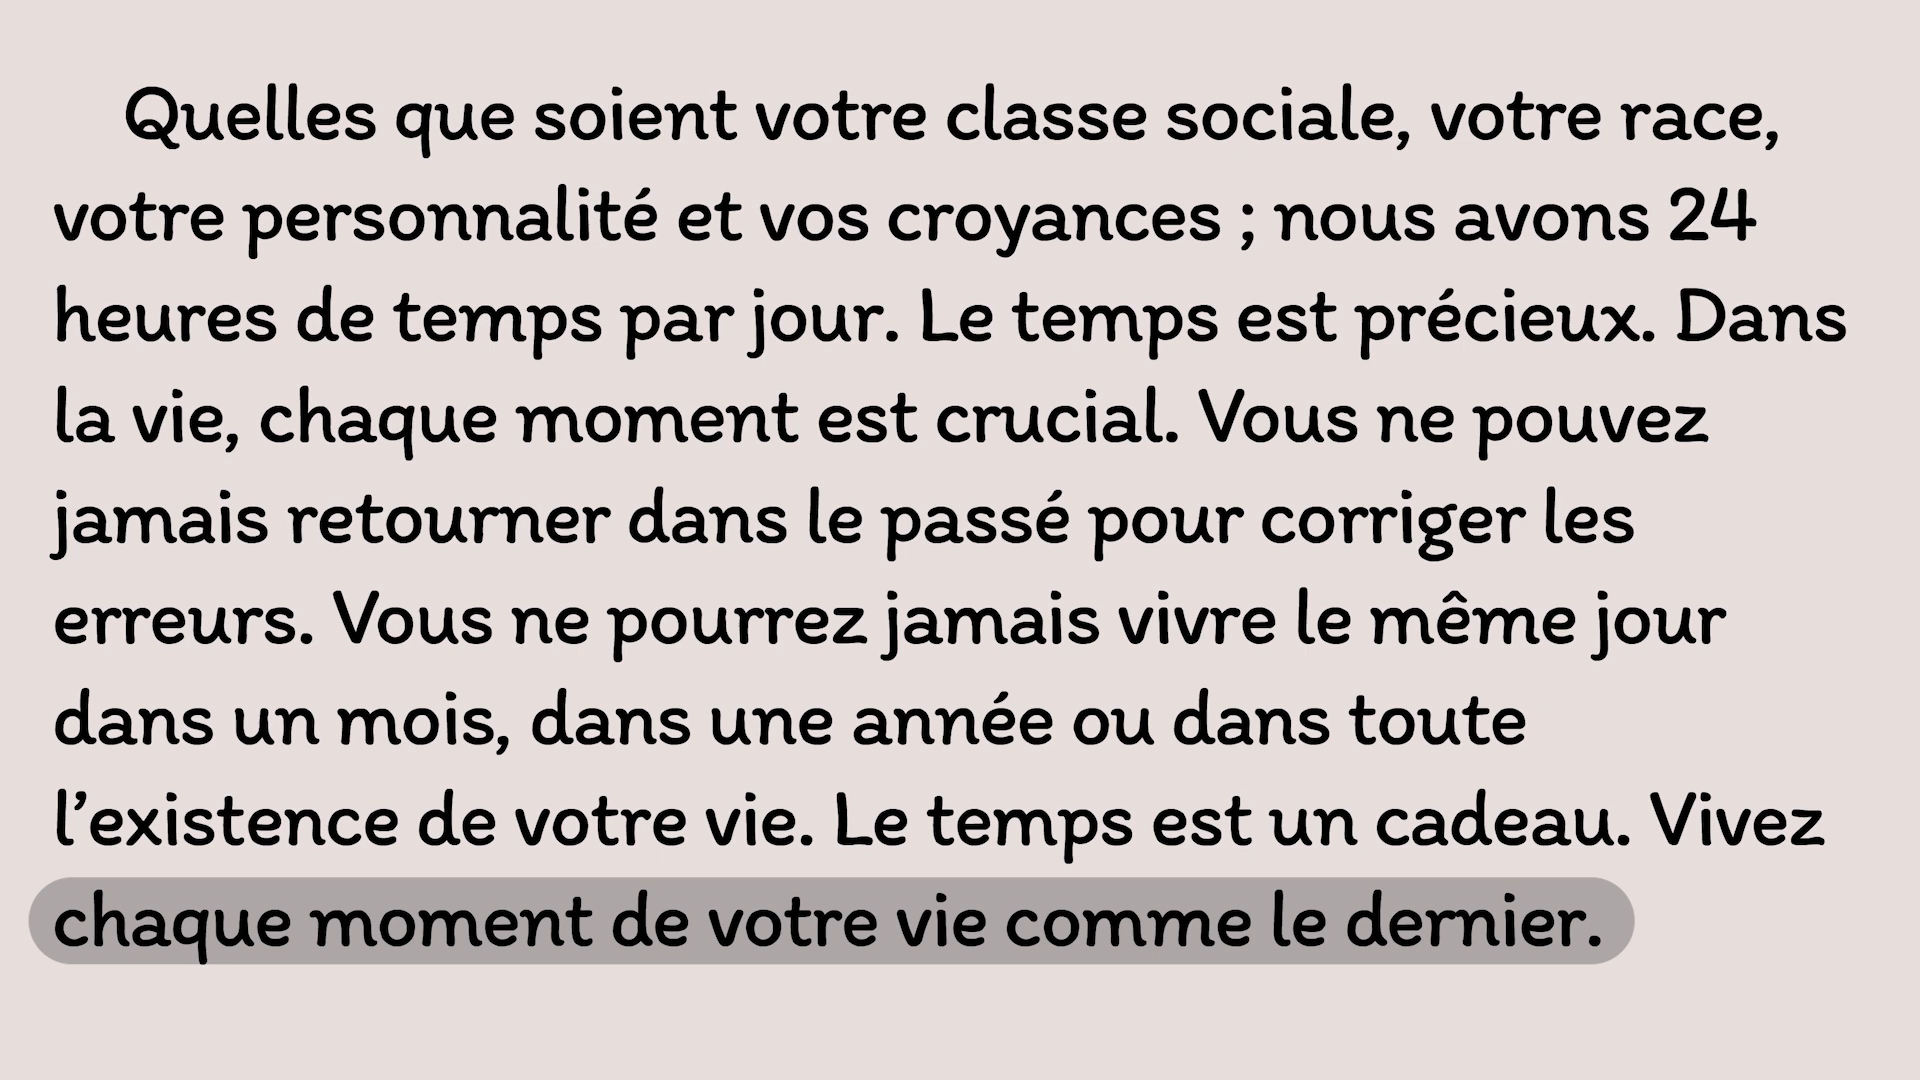 Quelles que soient votre classe sociale, votre race,
votre personnalité et vos croyances ; nous avons 24
heures de temps par jour. Le temps est précieux. Dans
la vie, chaque moment est crucial. Vous ne pouvez
jamais retourner dans le passé pour corriger les
erreurs. Vous ne pourrez jamais vivre le même jour
dans un mois, dans une année ou dans toute
l’existence de votre vie. Le temps est un cadeau. Vivez
chaque moment de votre vie comme le dernier.